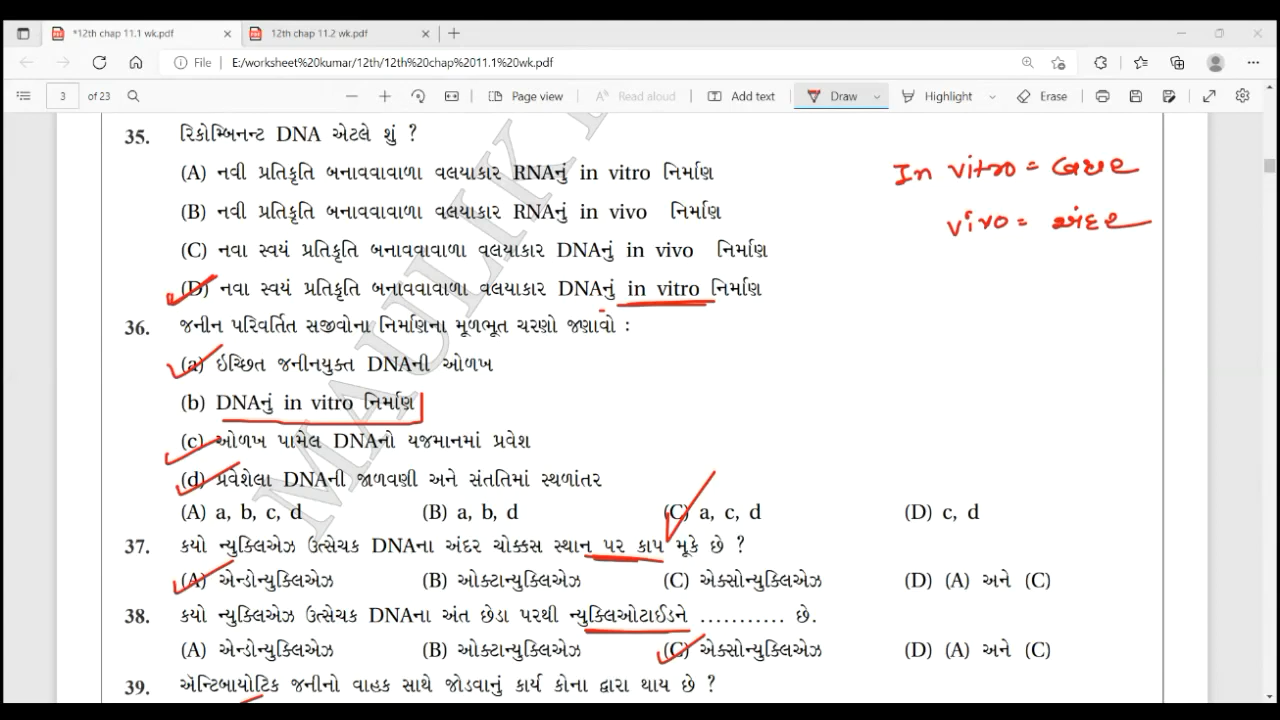 *12th chap 11.1 wk.pdf
12th chap 11.2 wk.pdf
File E:/worksheet%20kumar/12th/12th%20chap%2011.1%20wk.pdf
3 of 23 Page view Read aloud Add text Draw Highlight Erase
35. રિકોમ્બિનન્ટ DNA એટલે શું ?
(A) નવી પ્રતિકૃતિ બનાવવાવાળા વલયાકાર RNAનું in vitro નિર્માણ
(B) નવી પ્રતિકૃતિ બનાવવાવાળા વલયાકાર RNAનું in vivo નિર્માણ
(C) નવા સ્વયં પ્રતિકૃતિ બનાવવાવાળા વલયાકાર DNAનું in vivo નિર્માણ
(D) નવા સ્વયં પ્રતિકૃતિ બનાવવાવાળા વલયાકાર DNAનું in vitro નિર્માણ
In vitro = બહાર
vivo = અંદર
36. જનીન પરિવર્તિત સજીવોના નિર્માણના મૂળભૂત ચરણો જણાવો :
(a) ઇચ્છિત જનીનયુક્ત DNAની ઓળખ
(b) DNAનું in vitro નિર્માણ
(c) ઓળખ પામેલ DNAનો યજમાનમાં પ્રવેશ
(d) પ્રવેશેલા DNAની જાળવણી અને સંતતિમાં સ્થળાંતર
(A) a, b, c, d (B) a, b, d (C) a, c, d (D) c, d
37. કયો ન્યુક્લિએઝ ઉત્સેચક DNAના અંદર ચોક્કસ સ્થાન પર કાપ મૂકે છે ?
(A) એન્ડોન્યુક્લિએઝ (B) ઓક્ટાન્યુક્લિએઝ (C) એક્સોન્યુક્લિએઝ (D) (A) અને (C)
38. કયો ન્યુક્લિએઝ ઉત્સેચક DNAના અંત છેડા પરથી ન્યુક્લિઓટાઈડને ........... છે.
(A) એન્ડોન્યુક્લિએઝ (B) ઓક્ટાન્યુક્લિએઝ (C) એક્સોન્યુક્લિએઝ (D) (A) અને (C)
39. ઍન્ટિબાયોટિક જનીનો વાહક સાથે જોડવાનું કાર્ય કોના દ્વારા થાય છે ?
MAULIK